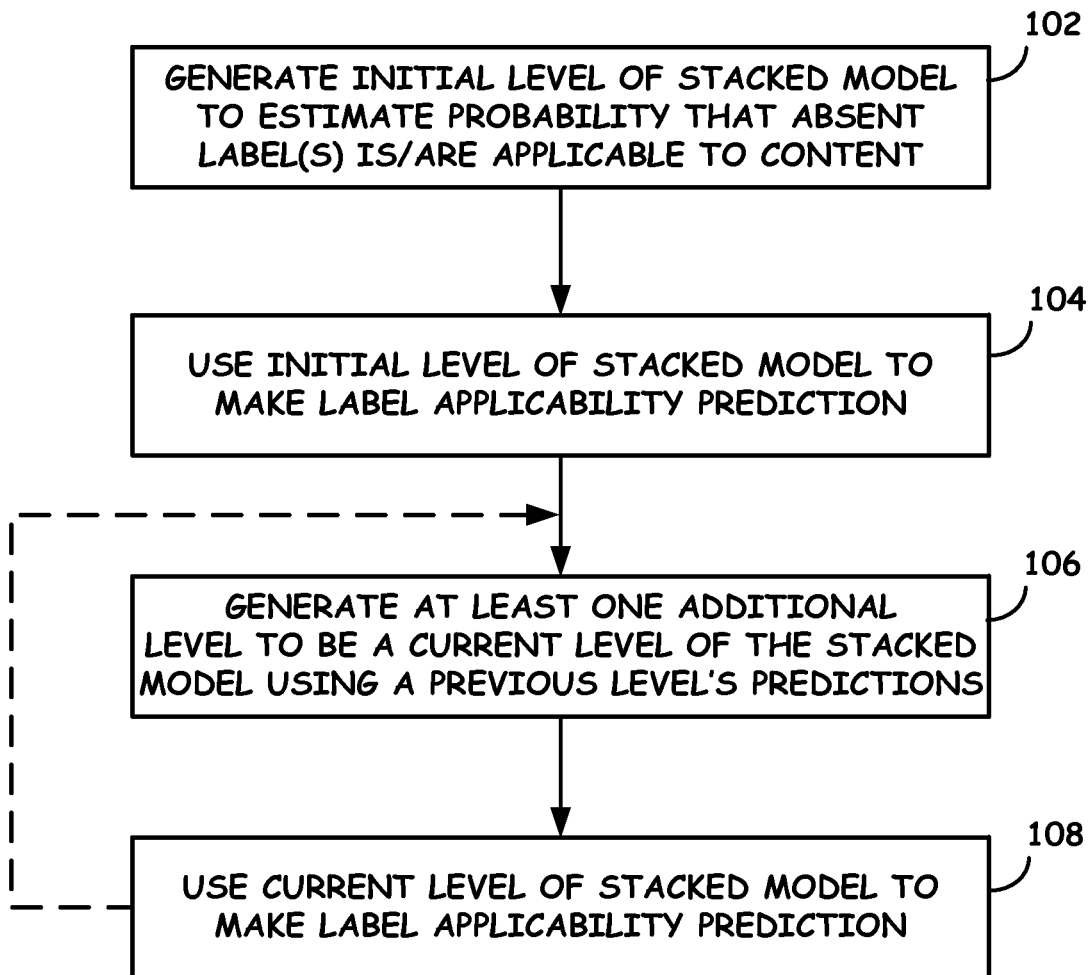 102
GENERATE INITIAL LEVEL OF STACKED MODEL
TO ESTIMATE PROBABILITY THAT ABSENT
LABEL(S) IS/ARE APPLICABLE TO CONTENT
104
USE INITIAL LEVEL OF STACKED MODEL TO
MAKE LABEL APPLICABILITY PREDICTION
106
GENERATE AT LEAST ONE ADDITIONAL
LEVEL TO BE A CURRENT LEVEL OF THE STACKED
MODEL USING A PREVIOUS LEVEL'S PREDICTIONS
108
USE CURRENT LEVEL OF STACKED MODEL TO
MAKE LABEL APPLICABILITY PREDICTION